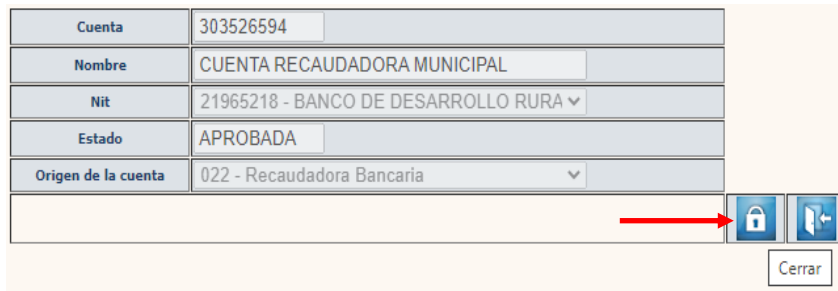 Cuenta 303526594
Nombre CUENTA RECAUDADORA MUNICIPAL
Nit 21965218 - BANCO DE DESARROLLO RURA
Estado APROBADA
Origen de la cuenta 022 - Recaudadora Bancaria
Cerrar